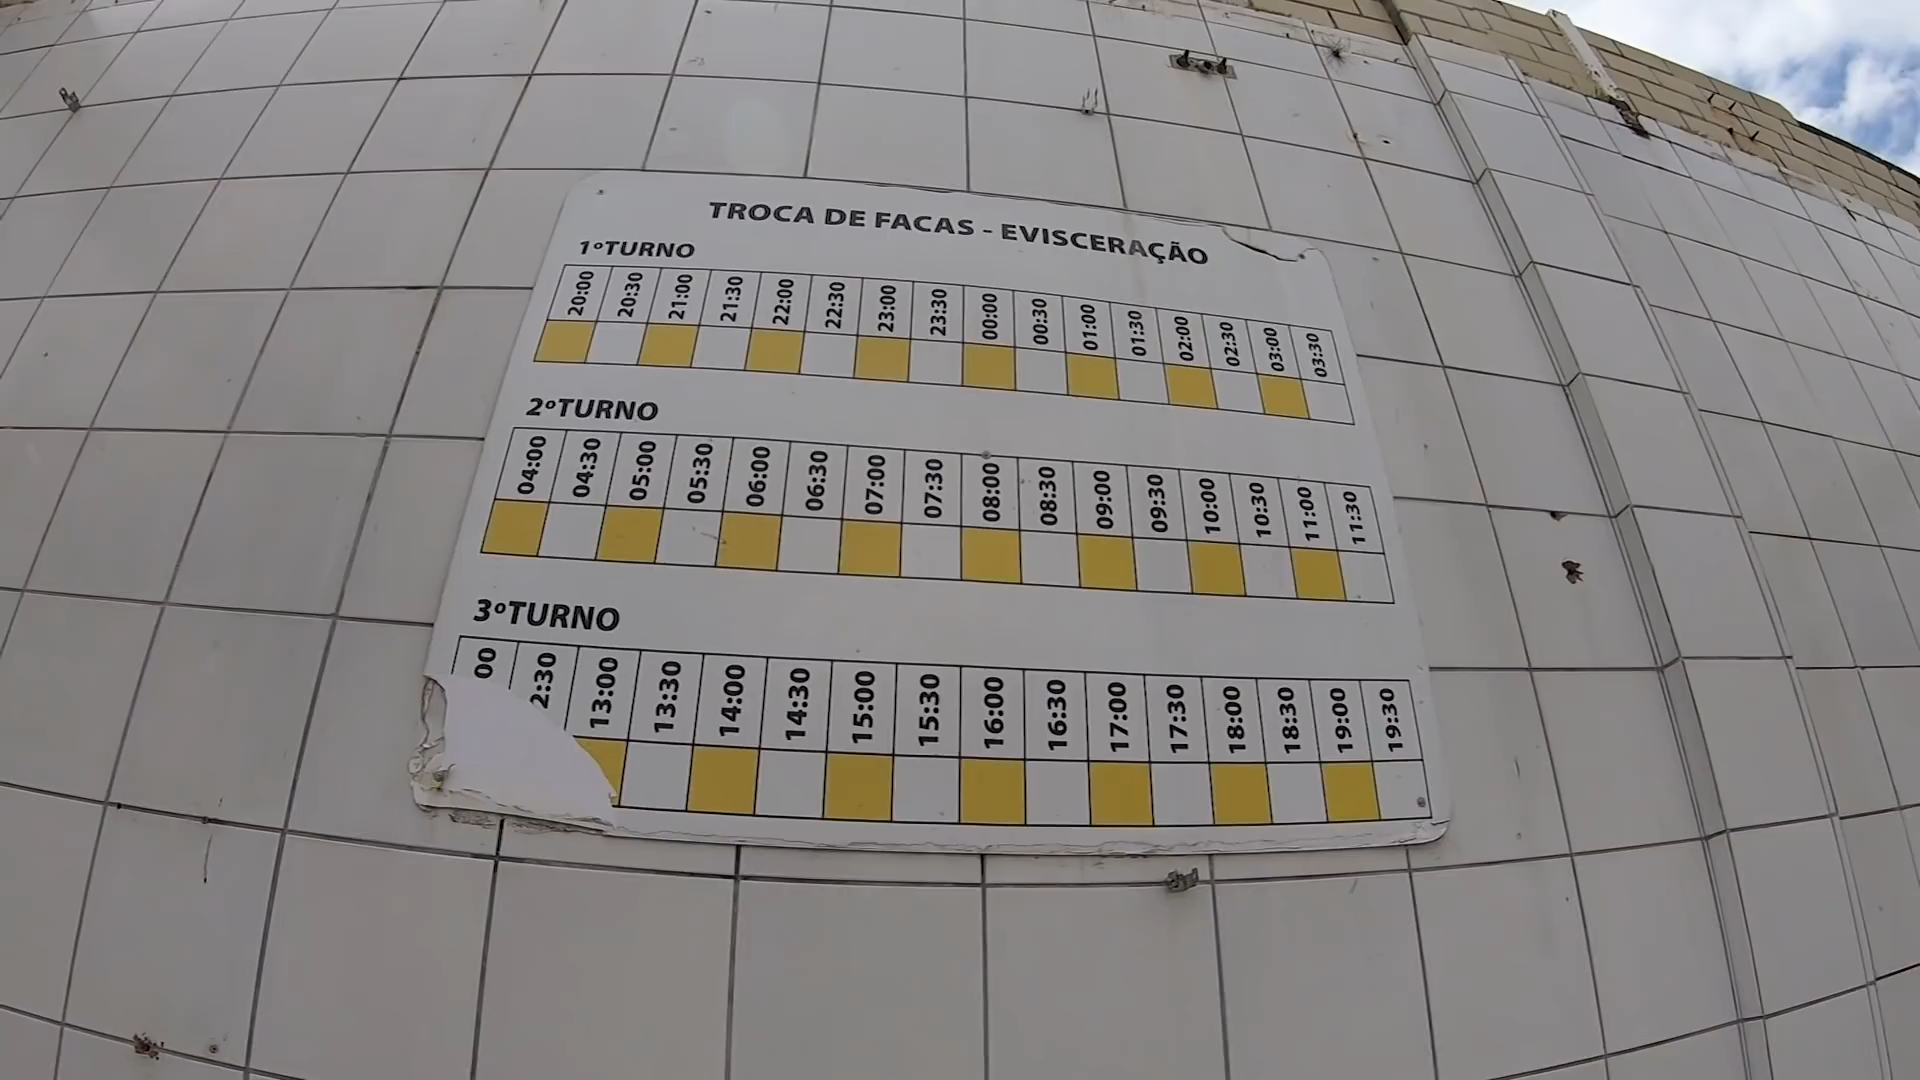 TROCA DE FACAS - EVISCERAÇÃO
1ºTURNO
20:00 20:30 21:00 21:30 22:00 22:30 23:00 23:30 00:00 00:30 01:00 01:30 02:00 02:30 03:00 03:30
2ºTURNO
04:00 04:30 05:00 05:30 06:00 06:30 07:00 07:30 08:00 08:30 09:00 09:30 10:00 10:30 11:00 11:30
3ºTURNO
00 2:30 13:00 13:30 14:00 14:30 15:00 15:30 16:00 16:30 17:00 17:30 18:00 18:30 19:00 19:30